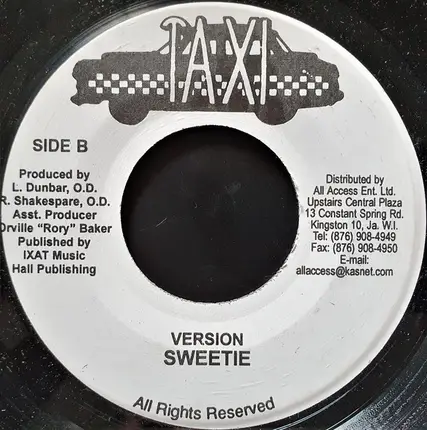 TAXI
SIDE B
Produced by
L. Dunbar, O.D.
R. Shakespare, O.D.
Asst. Producer
Orville "Rory" Baker
Published by
IXAT Music
Hall Publishing
Distributed by
All Access Ent. Ltd.
Upstairs Central Plaza
13 Constant Spring Rd.
Kingston 10, Ja. W.I.
Tel: (876) 908-4949
Fax: (876) 908-4950
E-mail:
allaccess@kasnet.com
VERSION
SWEETIE
All Rights Reserved